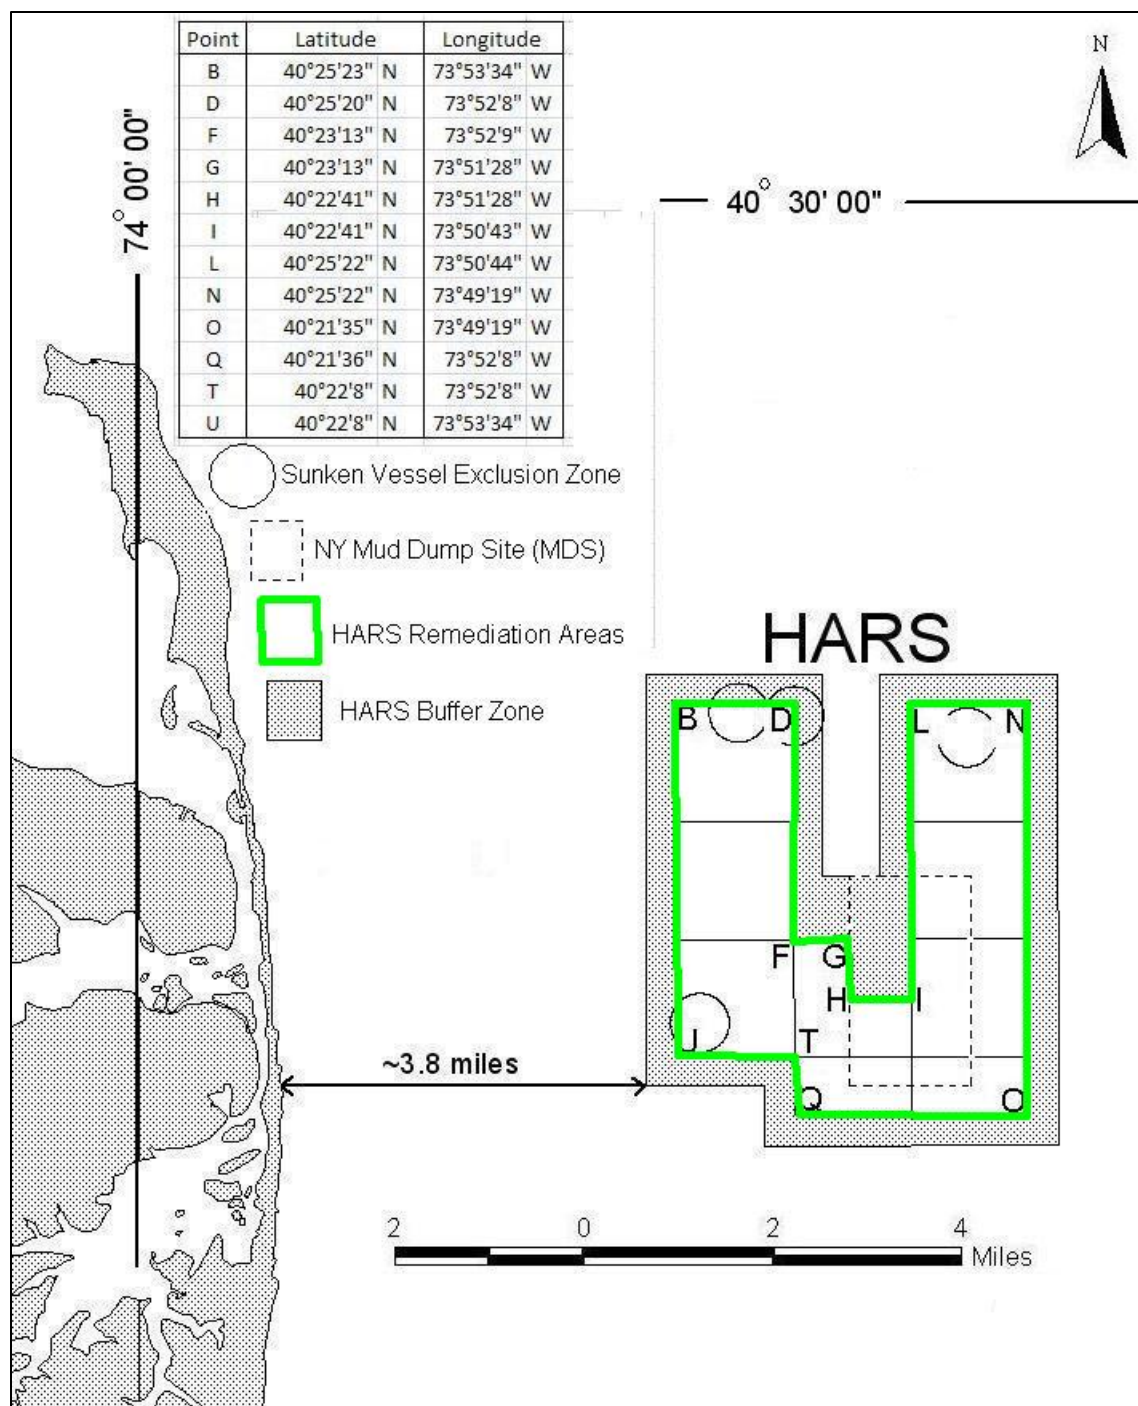 Point Latitude Longitude
B 40°25'23" N 73°53'34" W
D 40°25'20" N 73°52'8" W
F 40°23'13" N 73°52'9" W
G 40°23'13" N 73°51'28" W
H 40°22'41" N 73°51'28" W
I 40°22'41" N 73°50'43" W
L 40°25'22" N 73°50'44" W
N 40°25'22" N 73°49'19" W
O 40°21'35" N 73°49'19" W
Q 40°21'36" N 73°52'8" W
T 40°22'8" N 73°52'8" W
U 40°22'8" N 73°53'34" W
N
74° 00' 00"
40° 30' 00"
Sunken Vessel Exclusion Zone
NY Mud Dump Site (MDS)
HARS Remediation Areas
HARS Buffer Zone
HARS
B D L N
F G
H I
U T
Q O
~3.8 miles
2 0 2 4
Miles